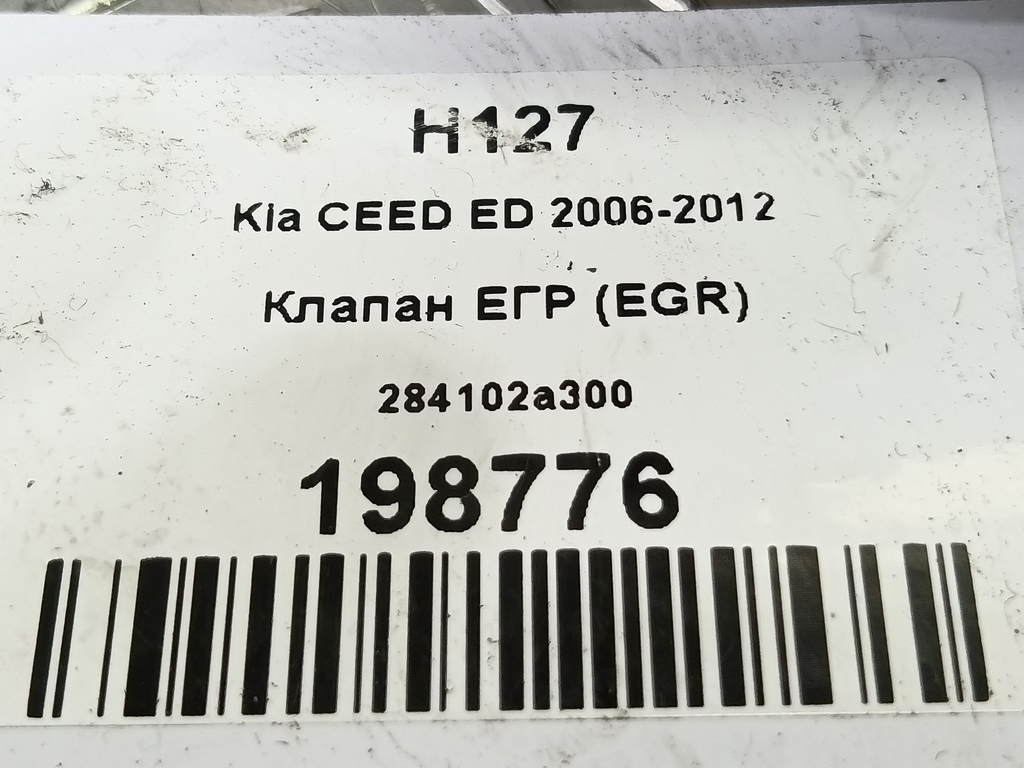 H127
Kia CEED ED 2006-2012
Клапан ЕГР (EGR)
284102a300
198776